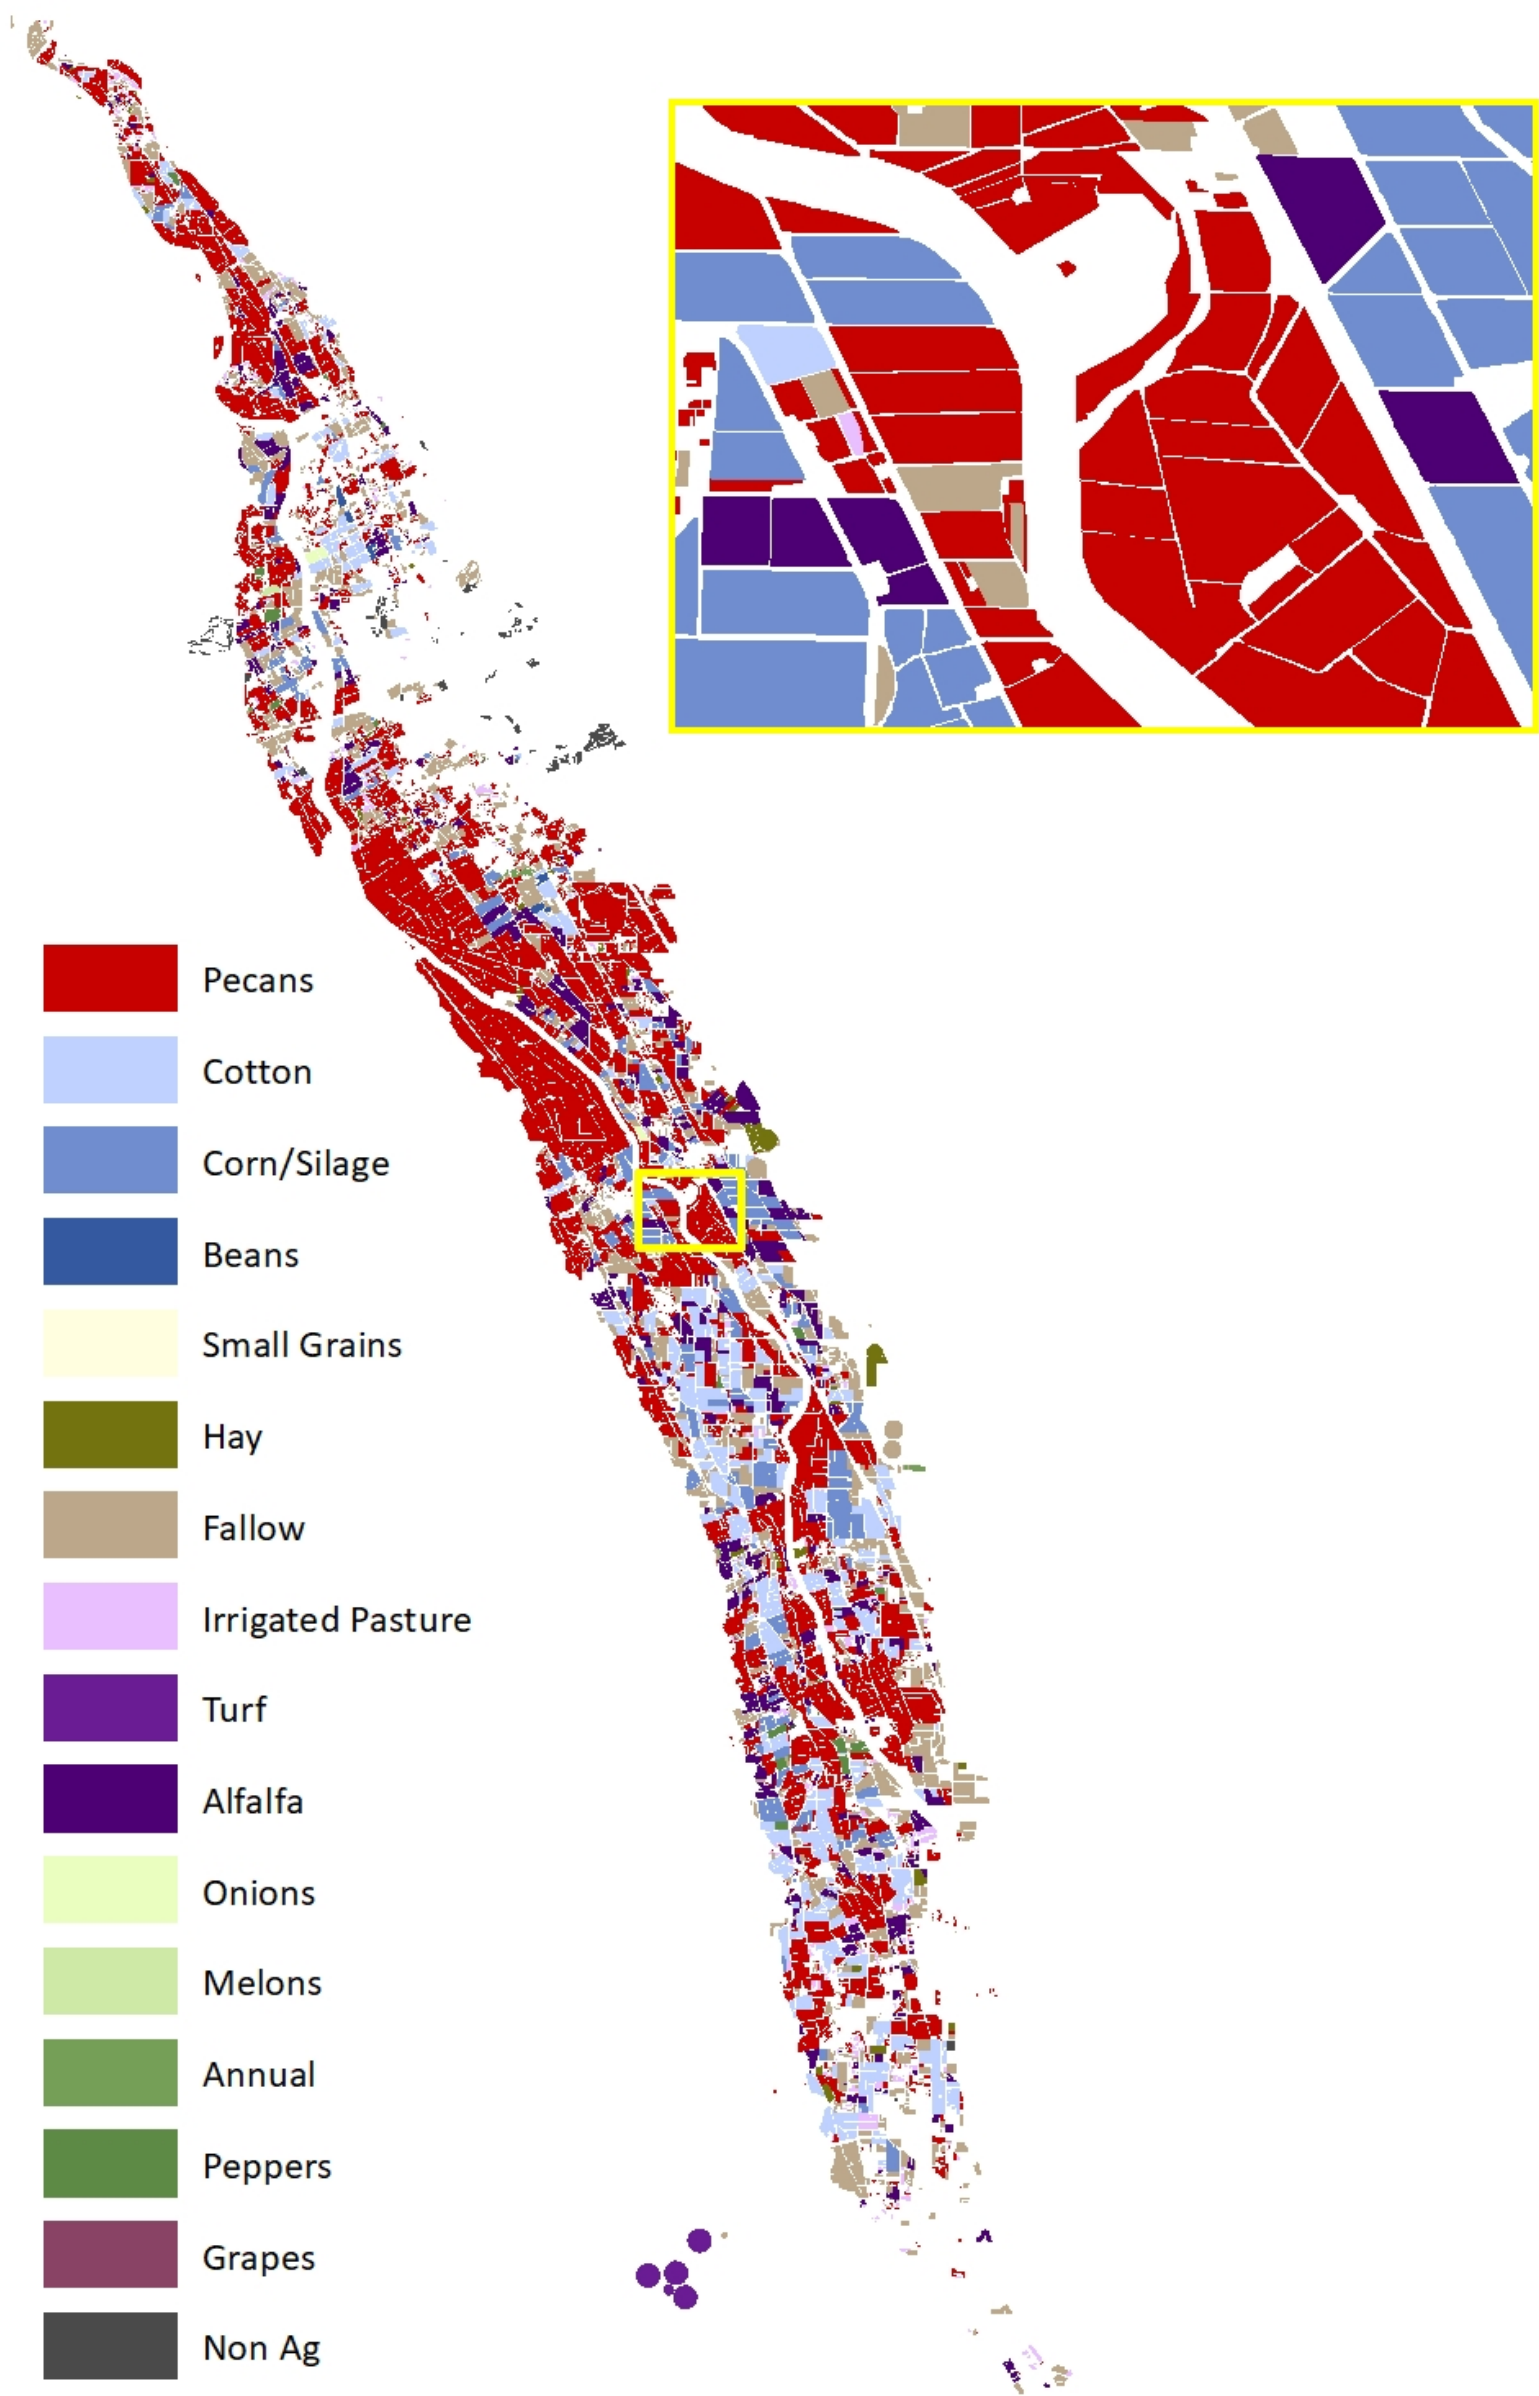 Pecans
Cotton
Corn/Silage
Beans
Small Grains
Hay
Fallow
Irrigated Pasture
Turf
Alfalfa
Onions
Melons
Annual
Peppers
Grapes
Non Ag